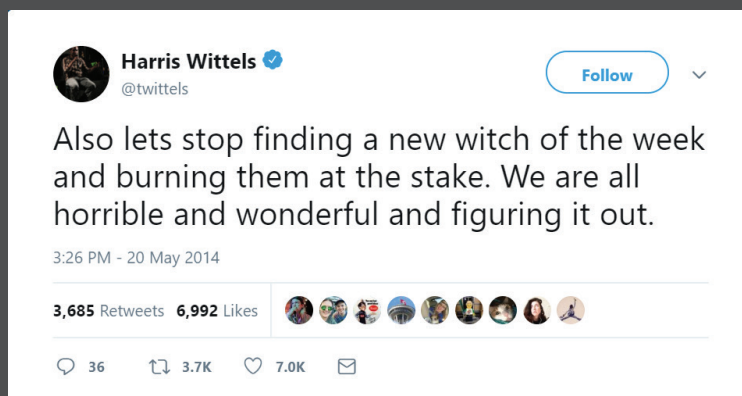 Harris Wittels
@twittels
Follow
Also lets stop finding a new witch of the week
and burning them at the stake. We are all
horrible and wonderful and figuring it out.
3:26 PM - 20 May 2014
3,685 Retweets 6,992 Likes
36 3.7K 7.0K